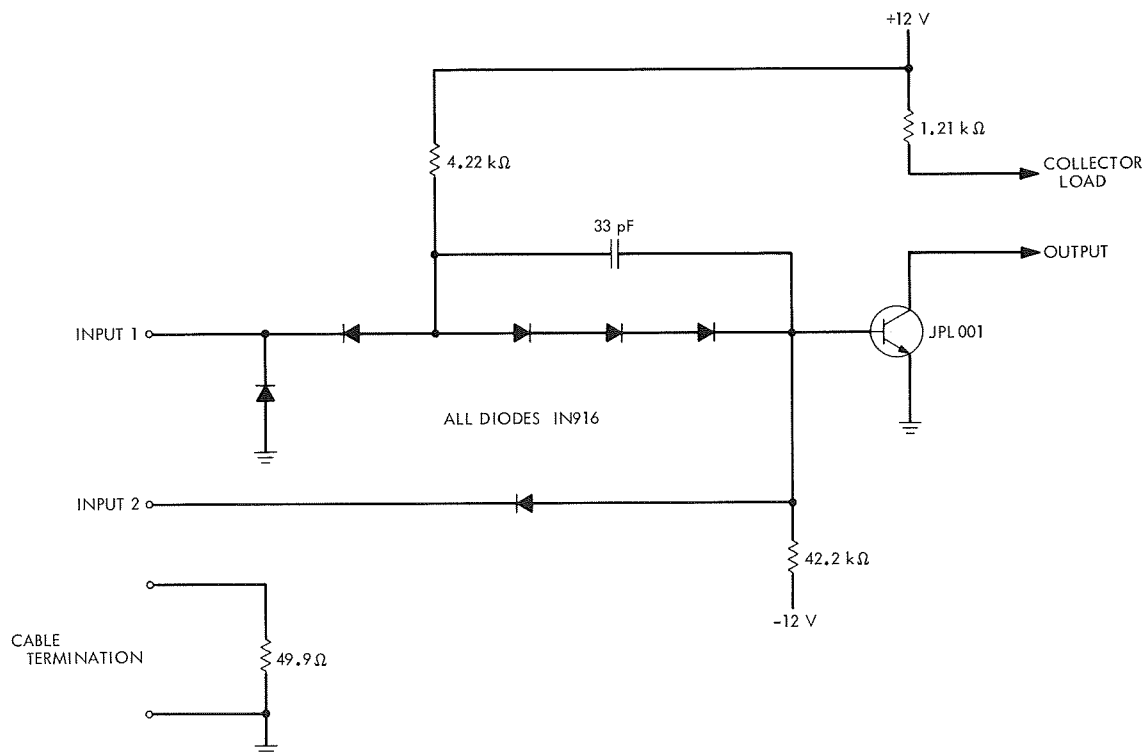 +12 V
1.21 kΩ
4.22 kΩ
COLLECTOR
LOAD
33 pF
OUTPUT
INPUT 1
JPL 001
ALL DIODES IN916
INPUT 2
42.2 kΩ
-12 V
CABLE
TERMINATION
49.9 Ω